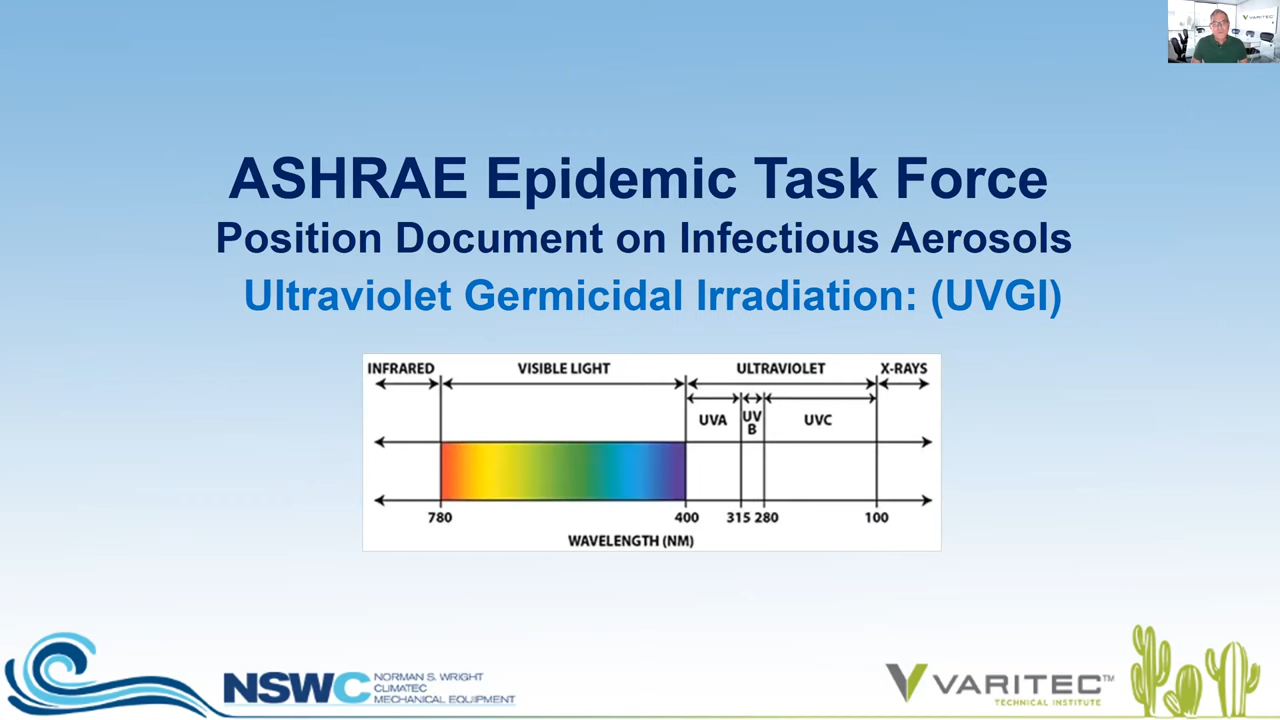 VARITEC
ASHRAE Epidemic Task Force
Position Document on Infectious Aerosols
Ultraviolet Germicidal Irradiation: (UVGI)
INFRARED VISIBLE LIGHT ULTRAVIOLET X-RAYS
UVA UV B UVC
780 400 315 280 100
WAVELENGTH (NM)
NSWC NORMAN S. WRIGHT
CLIMATEC
MECHANICAL EQUIPMENT
VARITEC™
TECHNICAL INSTITUTE